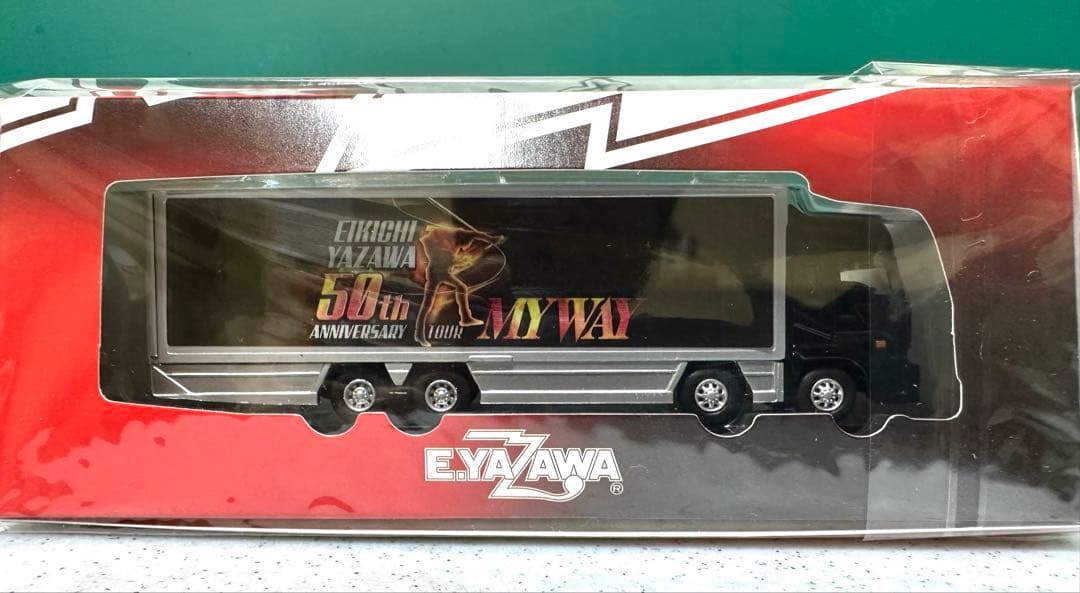 EIKICHI
YAZAWA
50th
ANNIVERSARY TOUR MY WAY
E.YAZAWA®